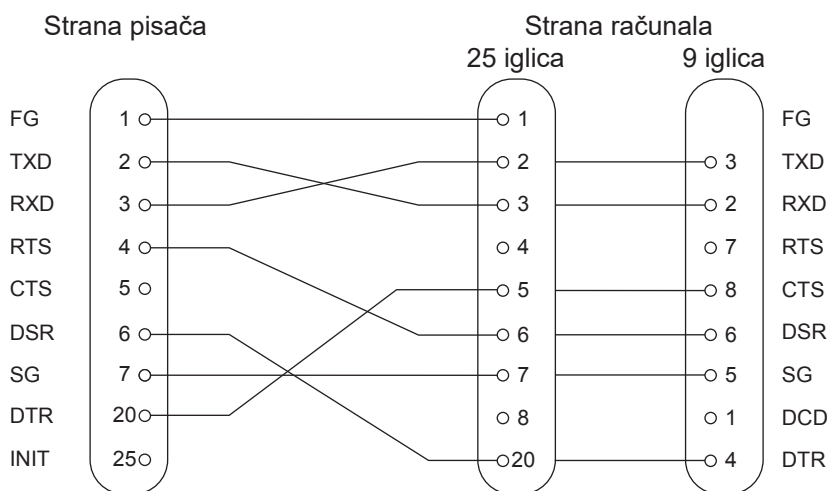 Strana pisača Strana računala
25 iglica 9 iglica
FG 1 1 FG
TXD 2 2 3 TXD
RXD 3 3 2 RXD
RTS 4 4 7 RTS
CTS 5 5 8 CTS
DSR 6 6 6 DSR
SG 7 7 5 SG
DTR 20 8 1 DCD
INIT 25 20 4 DTR